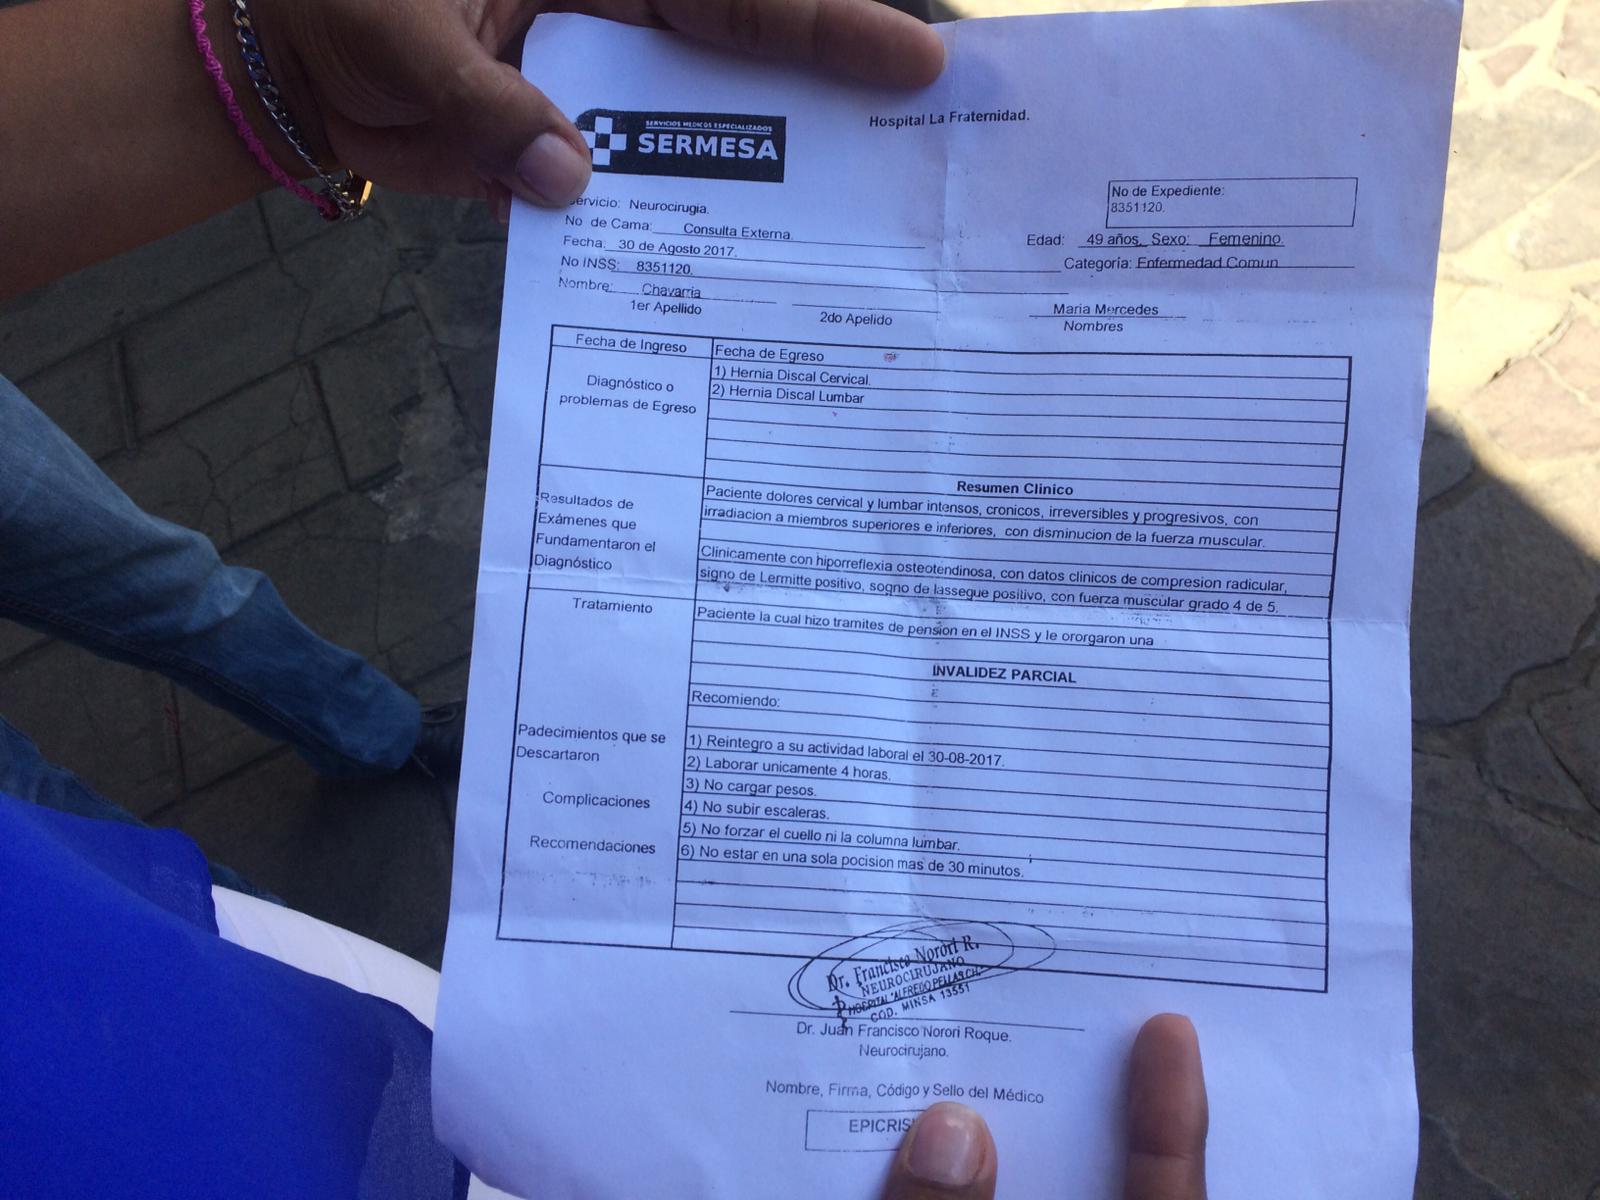 SERVICIOS MEDICOS ESPECIALIZADOS
SERMESA
Hospital La Fraternidad.
No de Expediente:
8351120.
ervicio: Neurocirugia.
No de Cama: Consulta Externa.
Edad: 49 años, Sexo: Femenino.
Fecha: 30 de Agosto 2017.
Categoría: Enfermedad Comun
No INSS: 8351120.
Nombre: Chavarria Maria Mercedes
1er Apellido 2do Apelido Nombres
Fecha de Ingreso Fecha de Egreso
Diagnóstico o
problemas de Egreso
1) Hernia Discal Cervical.
2) Hernia Discal Lumbar
Resumen Clinico
Resultados de
Exámenes que
Fundamentaron el
Diagnóstico
Paciente dolores cervical y lumbar intensos, cronicos, irreversibles y progresivos, con
irradiacion a miembros superiores e inferiores, con disminucion de la fuerza muscular.
Clinicamente con hiporreflexia osteotendinosa, con datos clinicos de compresion radicular,
signo de Lermitte positivo, sogno de lassegue positivo, con fuerza muscular grado 4 de 5.
Tratamiento
Paciente la cual hizo tramites de pension en el INSS y le ororgaron una
INVALIDEZ PARCIAL
Recomiendo:
Padecimientos que se
Descartaron
Complicaciones
Recomendaciones
1) Reintegro a su actividad laboral el 30-08-2017.
2) Laborar unicamente 4 horas.
3) No cargar pesos.
4) No subir escaleras.
5) No forzar el cuello ni la columna lumbar.
6) No estar en una sola pocision mas de 30 minutos.
Dr. Francisco Norori R.
NEUROCIRUJANO
HOSPITAL "ALFREDO PELLAS CH."
COD. MINSA 13551
Dr. Juan Francisco Norori Roque.
Neurocirujano.
Nombre, Firma, Código y Sello del Médico
EPICRIS